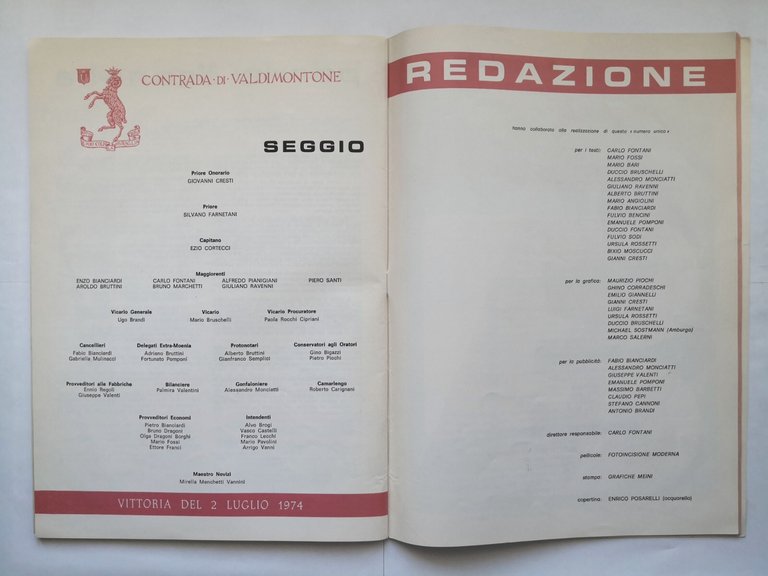 CONTRADA · DI · VALDIMONTONE
SEGGIO
Priore Onorario
GIOVANNI CRESTI
Priore
SILVANO FARNETANI
Capitano
EZIO CORTECCI
Maggiorenti
ENZO BIANCIARDI CARLO FONTANI ALFREDO PIANIGIANI PIERO SANTI
AROLDO BRUTTINI BRUNO MARGHETTI GIULIANO RAVENNI
Vicario Generale Vicario Vicario Procuratore
Ugo Brandi Mario Bruschelli Paola Rocchi Cipriani
Cancellieri Delegati Extra-Moenia Protonotari Conservatori agli Oratori
Fabio Bianciardi Adriano Bruttini Alberto Bruttini Gino Bigazzi
Gabriella Mulinacci Fortunato Pomponi Gianfranco Semplici Pietro Piochi
Provveditori alle Fabbriche Bilanciere Gonfaloniere Camarlengo
Ennio Regoli Palmira Valentini Alessandro Monciatti Roberto Carignani
Giuseppe Valenti
Provveditori Economi Intendenti
Pietro Bianciardi Alvo Brogi
Bruno Dragoni Vasco Castelli
Olga Dragoni Borghi Franco Lecchi
Mario Fossi Mario Pavolini
Ettore Franci Arrigo Vanni
Maestro Novizi
Mirella Menchetti Vannini
VITTORIA DEL 2 LUGLIO 1974
REDAZIONE
hanno collaborato alla realizzazione di questo « numero unico »
per i testi: CARLO FONTANI
MARIO FOSSI
MARIO BARI
DUCCIO BRUSCHELLI
ALESSANDRO MONCIATTI
GIULIANO RAVENNI
ALBERTO BRUTTINI
MARIO ANGIOLINI
FABIO BIANCIARDI
FULVIO BENCINI
EMANUELE POMPONI
DUCCIO FONTANI
FULVIO SODI
URSULA ROSSETTI
BIXIO MOSCUCCI
GIANNI CRESTI
per la grafica: MAURIZIO PIOCHI
GHINO CORRADESCHI
EMILIO GIANNELLI
GIANNI CRESTI
LUIGI FARNETANI
URSULA ROSSETTI
DUCCIO BRUSCHELLI
MICHAEL SOSTMANN (Amburgo)
MARCO SALERNI
per la pubblicità: FABIO BIANCIARDI
ALESSANDRO MONCIATTI
GIUSEPPE VALENTI
EMANUELE POMPONI
MASSIMO BARBETTI
CLAUDIO PEPI
STEFANO CANNONI
ANTONIO BRANDI
direttore responsabile: CARLO FONTANI
pellicole: FOTOINCISIONE MODERNA
stampa: GRAFICHE MEINI
copertina: ENRICO POSARELLI (acquarello)